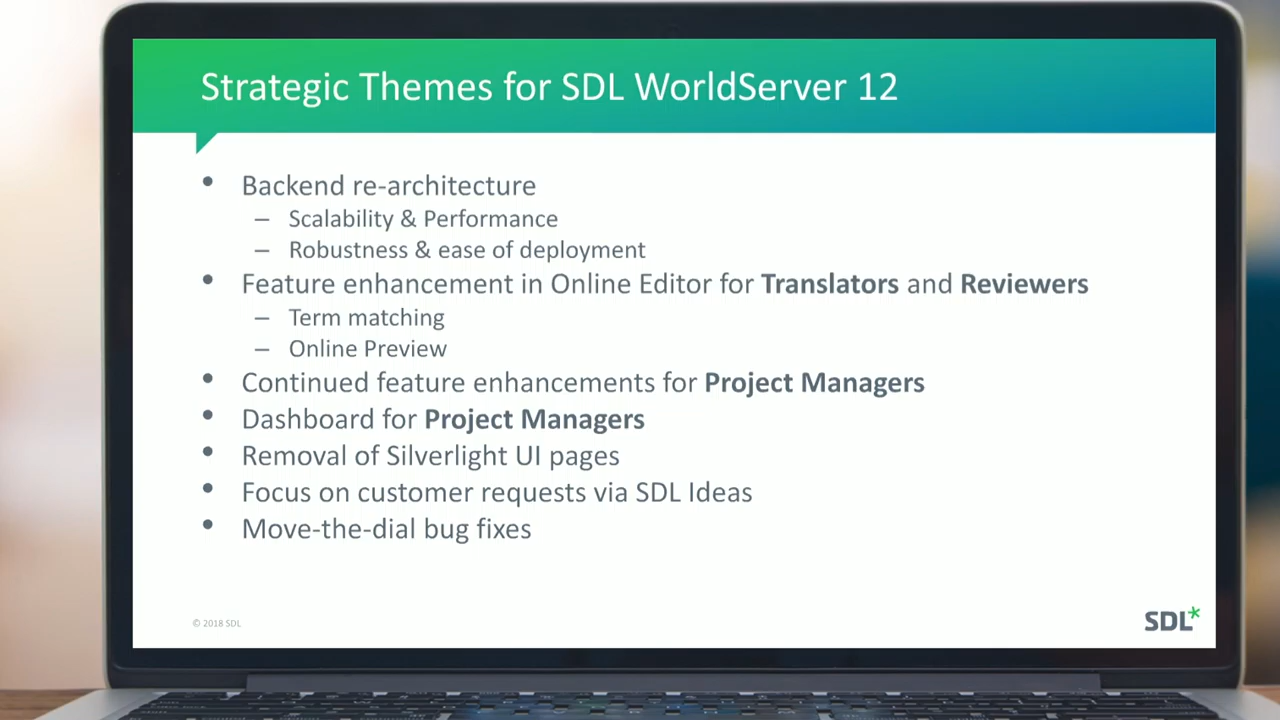 Strategic Themes for SDL WorldServer 12
• Backend re-architecture
– Scalability & Performance
– Robustness & ease of deployment
• Feature enhancement in Online Editor for Translators and Reviewers
– Term matching
– Online Preview
• Continued feature enhancements for Project Managers
• Dashboard for Project Managers
• Removal of Silverlight UI pages
• Focus on customer requests via SDL Ideas
• Move-the-dial bug fixes
© 2018 SDL
SDL*